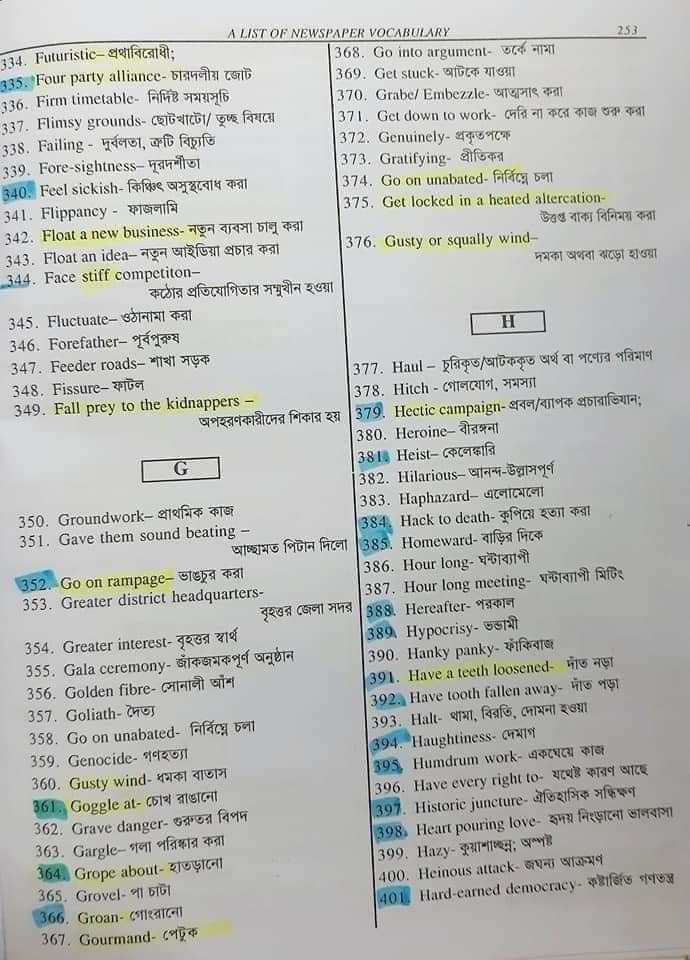 A LIST OF NEWSPAPER VOCABULARY
253
334. Futuristic– প্রথাবিরোধী;
335. Four party alliance- চারদলীয় জোট
336. Firm timetable- নির্দিষ্ট সময়সূচি
337. Flimsy grounds- ছোটখাটো/ তুচ্ছ বিষয়ে
338. Failing - দুর্বলতা, ত্রুটি বিচ্যুতি
339. Fore-sightness– দূরদর্শীতা
340. Feel sickish- কিঞ্চিৎ অসুস্থবোধ করা
341. Flippancy - ফাজলামি
342. Float a new business- নতুন ব্যবসা চালু করা
343. Float an idea– নতুন আইডিয়া প্রচার করা
344. Face stiff competiton–
কঠোর প্রতিযোগিতার সম্মুখীন হওয়া
345. Fluctuate– ওঠানামা করা
346. Forefather– পূর্বপুরুষ
347. Feeder roads– শাখা সড়ক
348. Fissure– ফাটল
349. Fall prey to the kidnappers –
অপহরণকারীদের শিকার হয়
G
350. Groundwork– প্রাথমিক কাজ
351. Gave them sound beating –
আচ্ছামত পিটান দিলো
352. Go on rampage– ভাঙচুর করা
353. Greater district headquarters-
বৃহত্তর জেলা সদর
354. Greater interest- বৃহত্তর স্বার্থ
355. Gala ceremony- জাঁকজমকপূর্ণ অনুষ্ঠান
356. Golden fibre- সোনালী আঁশ
357. Goliath- দৈত্য
358. Go on unabated- নির্বিঘ্নে চলা
359. Genocide- গণহত্যা
360. Gusty wind- ধমকা বাতাস
361. Goggle at- চোখ রাঙানো
362. Grave danger- গুরুতর বিপদ
363. Gargle– গলা পরিষ্কার করা
364. Grope about- হাতড়ানো
365. Grovel- পা চাটা
366. Groan- গোংরানো
367. Gourmand- পেটুক
368. Go into argument- তর্কে নামা
369. Get stuck- আটকে যাওয়া
370. Grabe/ Embezzle- আত্মসাৎ করা
371. Get down to work- দেরি না করে কাজ শুরু করা
372. Genuinely- প্রকৃতপক্ষে
373. Gratifying- প্রীতিকর
374. Go on unabated- নির্বিঘ্নে চলা
375. Get locked in a heated altercation-
উত্তপ্ত বাক্য বিনিময় করা
376. Gusty or squally wind–
দমকা অথবা ঝড়ো হাওয়া
H
377. Haul – চুরিকৃত/আটককৃত অর্থ বা পণ্যের পরিমাণ
378. Hitch - গোলযোগ, সমস্যা
379. Hectic campaign- প্রবল/ব্যাপক প্রচারাভিযান;
380. Heroine– বীরঙ্গনা
381. Heist– কেলেঙ্কারি
382. Hilarious– আনন্দ-উল্লাসপূর্ণ
383. Haphazard– এলোমেলো
384. Hack to death- কুপিয়ে হত্যা করা
385. Homeward- বাড়ির দিকে
386. Hour long- ঘন্টাব্যাপী
387. Hour long meeting- ঘন্টাব্যাপী মিটিং
388. Hereafter- পরকাল
389. Hypocrisy- ভন্ডামী
390. Hanky panky- ফাঁকিবাজ
391. Have a teeth loosened- দাঁত নড়া
392. Have tooth fallen away- দাঁত পড়া
393. Halt- থামা, বিরতি, দোমনা হওয়া
394. Haughtiness- দেমাগ
395. Humdrum work- একঘেয়ে কাজ
396. Have every right to- যথেষ্ট কারণ আছে
397. Historic juncture- ঐতিহাসিক সন্ধিক্ষণ
398. Heart pouring love- হৃদয় নিংড়ানো ভালবাসা
399. Hazy- কুয়াশাচ্ছন্ন; অস্পষ্ট
400. Heinous attack- জঘন্য আক্রমণ
401. Hard-earned democracy- কষ্টার্জিত গণতন্ত্র